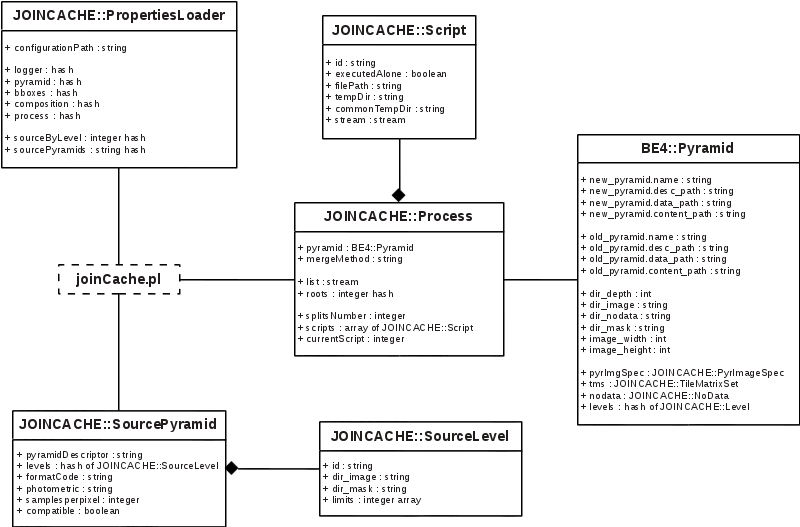 JOINCACHE::PropertiesLoader
+ configurationPath : string
+ logger : hash
+ pyramid : hash
+ bboxes : hash
+ composition : hash
+ process : hash
+ sourceByLevel : integer hash
+ sourcePyramids : string hash
JOINCACHE::Script
+ id : string
+ executedAlone : boolean
+ filePath : string
+ tempDir : string
+ commonTempDir : string
+ stream : stream
BE4::Pyramid
+ new_pyramid.name : string
+ new_pyramid.desc_path : string
+ new_pyramid.data_path : string
+ new_pyramid.content_path : string
+ old_pyramid.name : string
+ old_pyramid.desc_path : string
+ old_pyramid.data_path : string
+ old_pyramid.content_path : string
+ dir_depth : int
+ dir_image : string
+ dir_nodata : string
+ dir_mask : string
+ image_width : int
+ image_height : int
+ pyrImgSpec : JOINCACHE::PyrImageSpec
+ tms : JOINCACHE::TileMatrixSet
+ nodata : JOINCACHE::NoData
+ levels : hash of JOINCACHE::Level
JOINCACHE::Process
+ pyramid : BE4::Pyramid
+ mergeMethod : string
+ list : stream
+ roots : integer hash
+ splitsNumber : integer
+ scripts : array of JOINCACHE::Script
+ currentScript : integer
joinCache.pl
JOINCACHE::SourcePyramid
+ pyramidDescriptor : string
+ levels : hash of JOINCACHE::SourceLevel
+ formatCode : string
+ photometric : string
+ samplesperpixel : integer
+ compatible : boolean
JOINCACHE::SourceLevel
+ id : string
+ dir_image : string
+ dir_mask : string
+ limits : integer array